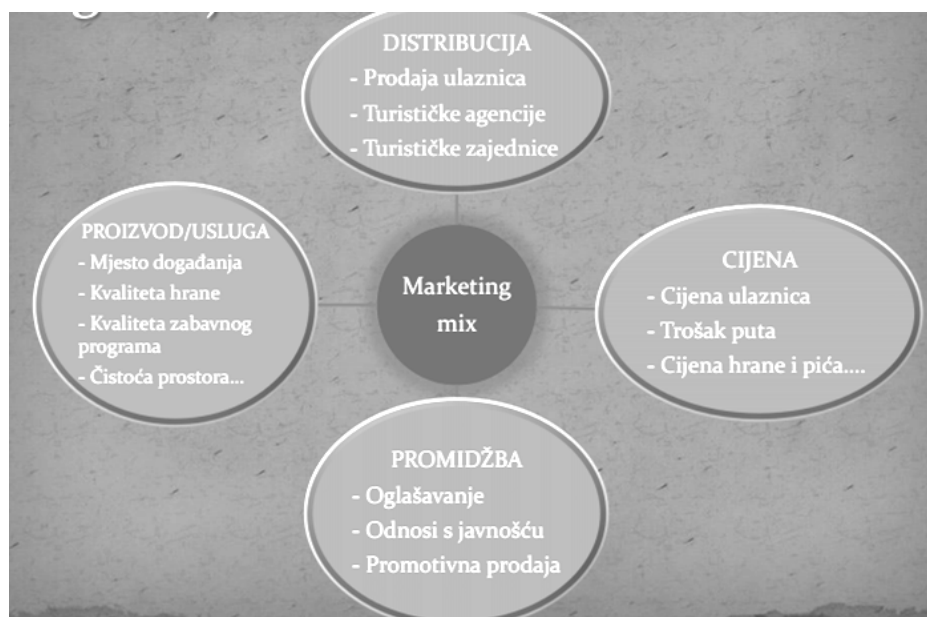 DISTRIBUCIJA
- Prodaja ulaznica
- Turističke agencije
- Turističke zajednice
PROIZVOD/USLUGA
- Mjesto događanja
- Kvaliteta hrane
- Kvaliteta zabavnog
programa
- Čistoća prostora...
Marketing
mix
CIJENA
- Cijena ulaznica
- Trošak puta
- Cijena hrane i pića....
PROMIDŽBA
- Oglašavanje
- Odnosi s javnošću
- Promotivna prodaja